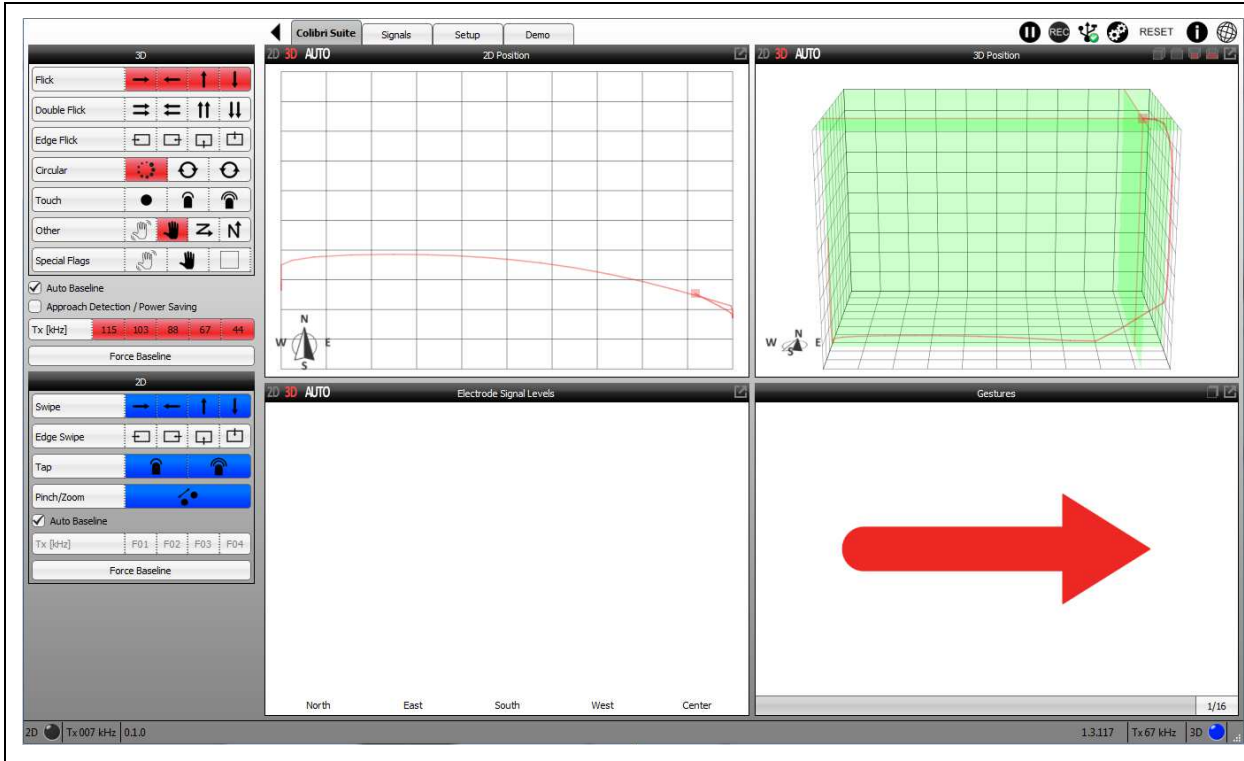 Colibri Suite Signals Setup Demo
REC RESET
3D
Flick
Double Flick
Edge Flick
Circular
Touch
Other
Special Flags
Auto Baseline
Approach Detection / Power Saving
Tx [kHz] 115 103 88 67 44
Force Baseline
2D
Swipe
Edge Swipe
Tap
Pinch/Zoom
Auto Baseline
Tx [kHz] F01 F02 F03 F04
Force Baseline
2D 3D AUTO 2D Position
N
W E
S
2D 3D AUTO 3D Position
N
W E
S
2D 3D AUTO Electrode Signal Levels
North East South West Center
Gestures
1/16
2D Tx 007 kHz 0.1.0
1.3.117 Tx 67 kHz 3D